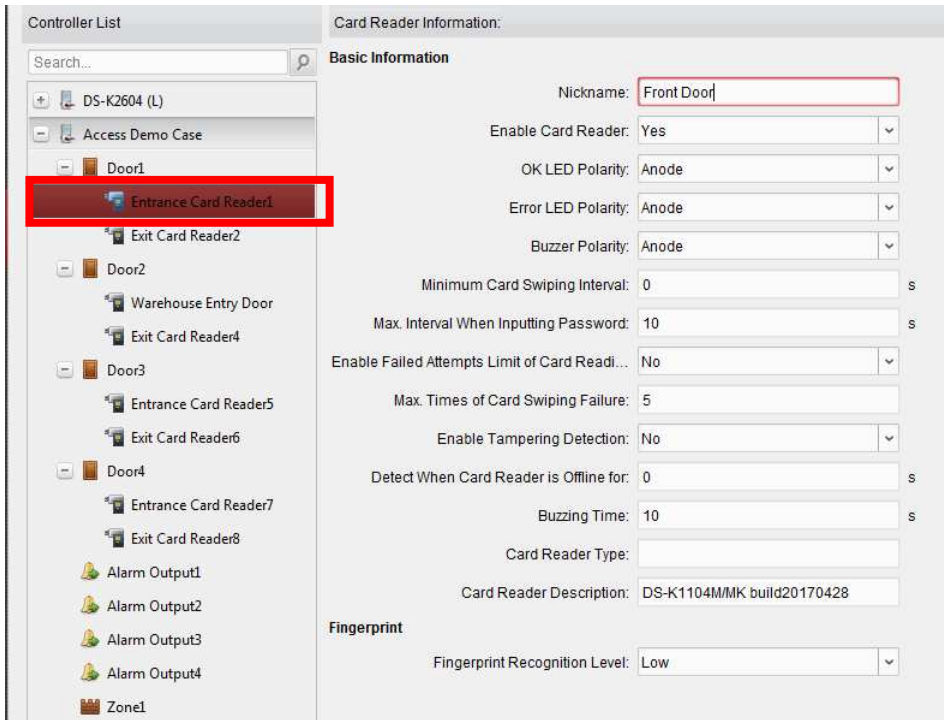 Controller List
Search...
DS-K2604 (L)
Access Demo Case
Door1
Entrance Card Reader1
Exit Card Reader2
Door2
Warehouse Entry Door
Exit Card Reader4
Door3
Entrance Card Reader5
Exit Card Reader6
Door4
Entrance Card Reader7
Exit Card Reader8
Alarm Output1
Alarm Output2
Alarm Output3
Alarm Output4
Zone1
Card Reader Information:
Basic Information
Nickname: Front Door
Enable Card Reader: Yes
OK LED Polarity: Anode
Error LED Polarity: Anode
Buzzer Polarity: Anode
Minimum Card Swiping Interval: 0 s
Max. Interval When Inputting Password: 10 s
Enable Failed Attempts Limit of Card Readi... No
Max. Times of Card Swiping Failure: 5
Enable Tampering Detection: No
Detect When Card Reader is Offline for: 0 s
Buzzing Time: 10 s
Card Reader Type:
Card Reader Description: DS-K1104M/MK build20170428
Fingerprint
Fingerprint Recognition Level: Low